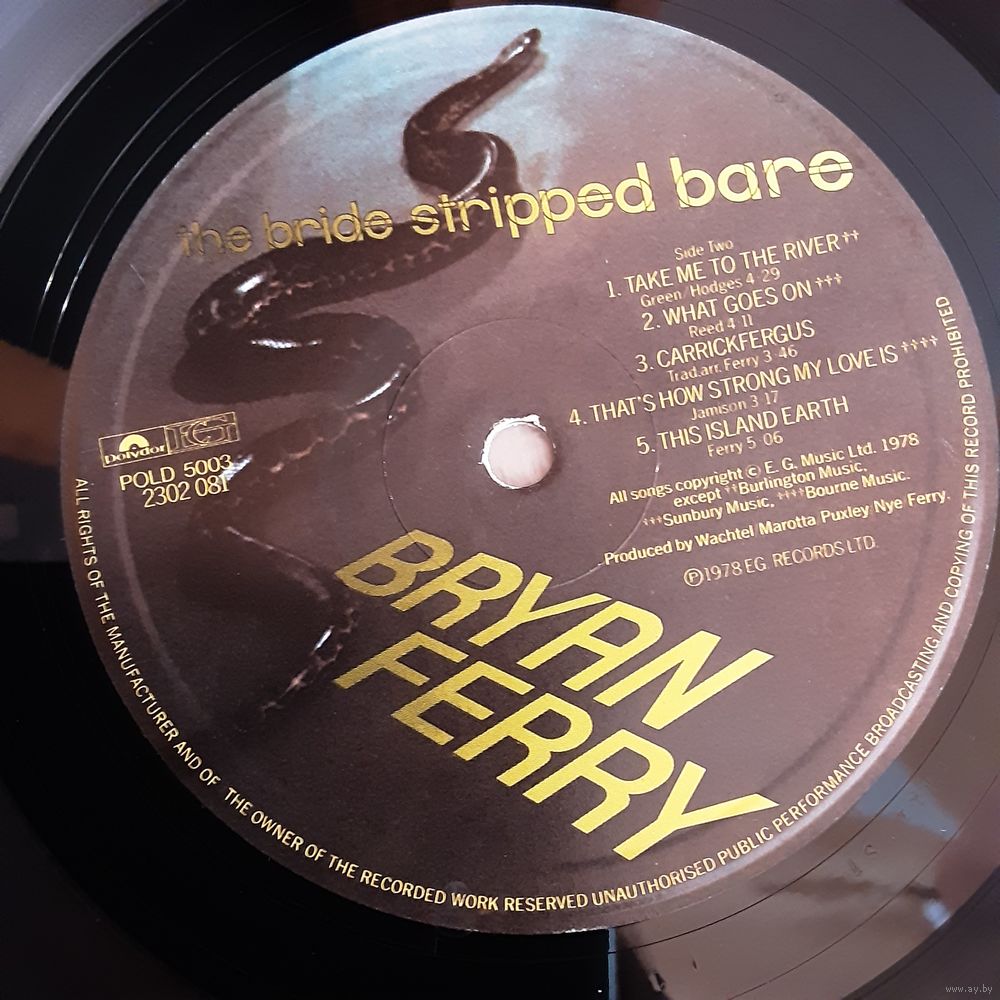 the bride stripped bare
Side Two
1. TAKE ME TO THE RIVER††
Green/Hodges 4·29
2. WHAT GOES ON†††
Reed 4·11
3. CARRICKFERGUS
Trad.arr. Ferry 3·46
4. THAT'S HOW STRONG MY LOVE IS††††
Jamison 3·17
5. THIS ISLAND EARTH
Ferry 5·06
All songs copyright © E. G. Music Ltd. 1978
except ††Burlington Music,
†††Sunbury Music, ††††Bourne Music.
Produced by Wachtel Marotta Puxley Nye Ferry.
℗1978 EG RECORDS LTD.
Polydor EG
POLD 5003
2302 081
BRYAN
FERRY
ALL RIGHTS OF THE MANUFACTURER AND OF THE OWNER OF THE RECORDED WORK RESERVED UNAUTHORISED PUBLIC PERFORMANCE BROADCASTING AND COPYING OF THIS RECORD PROHIBITED
www.ay.by